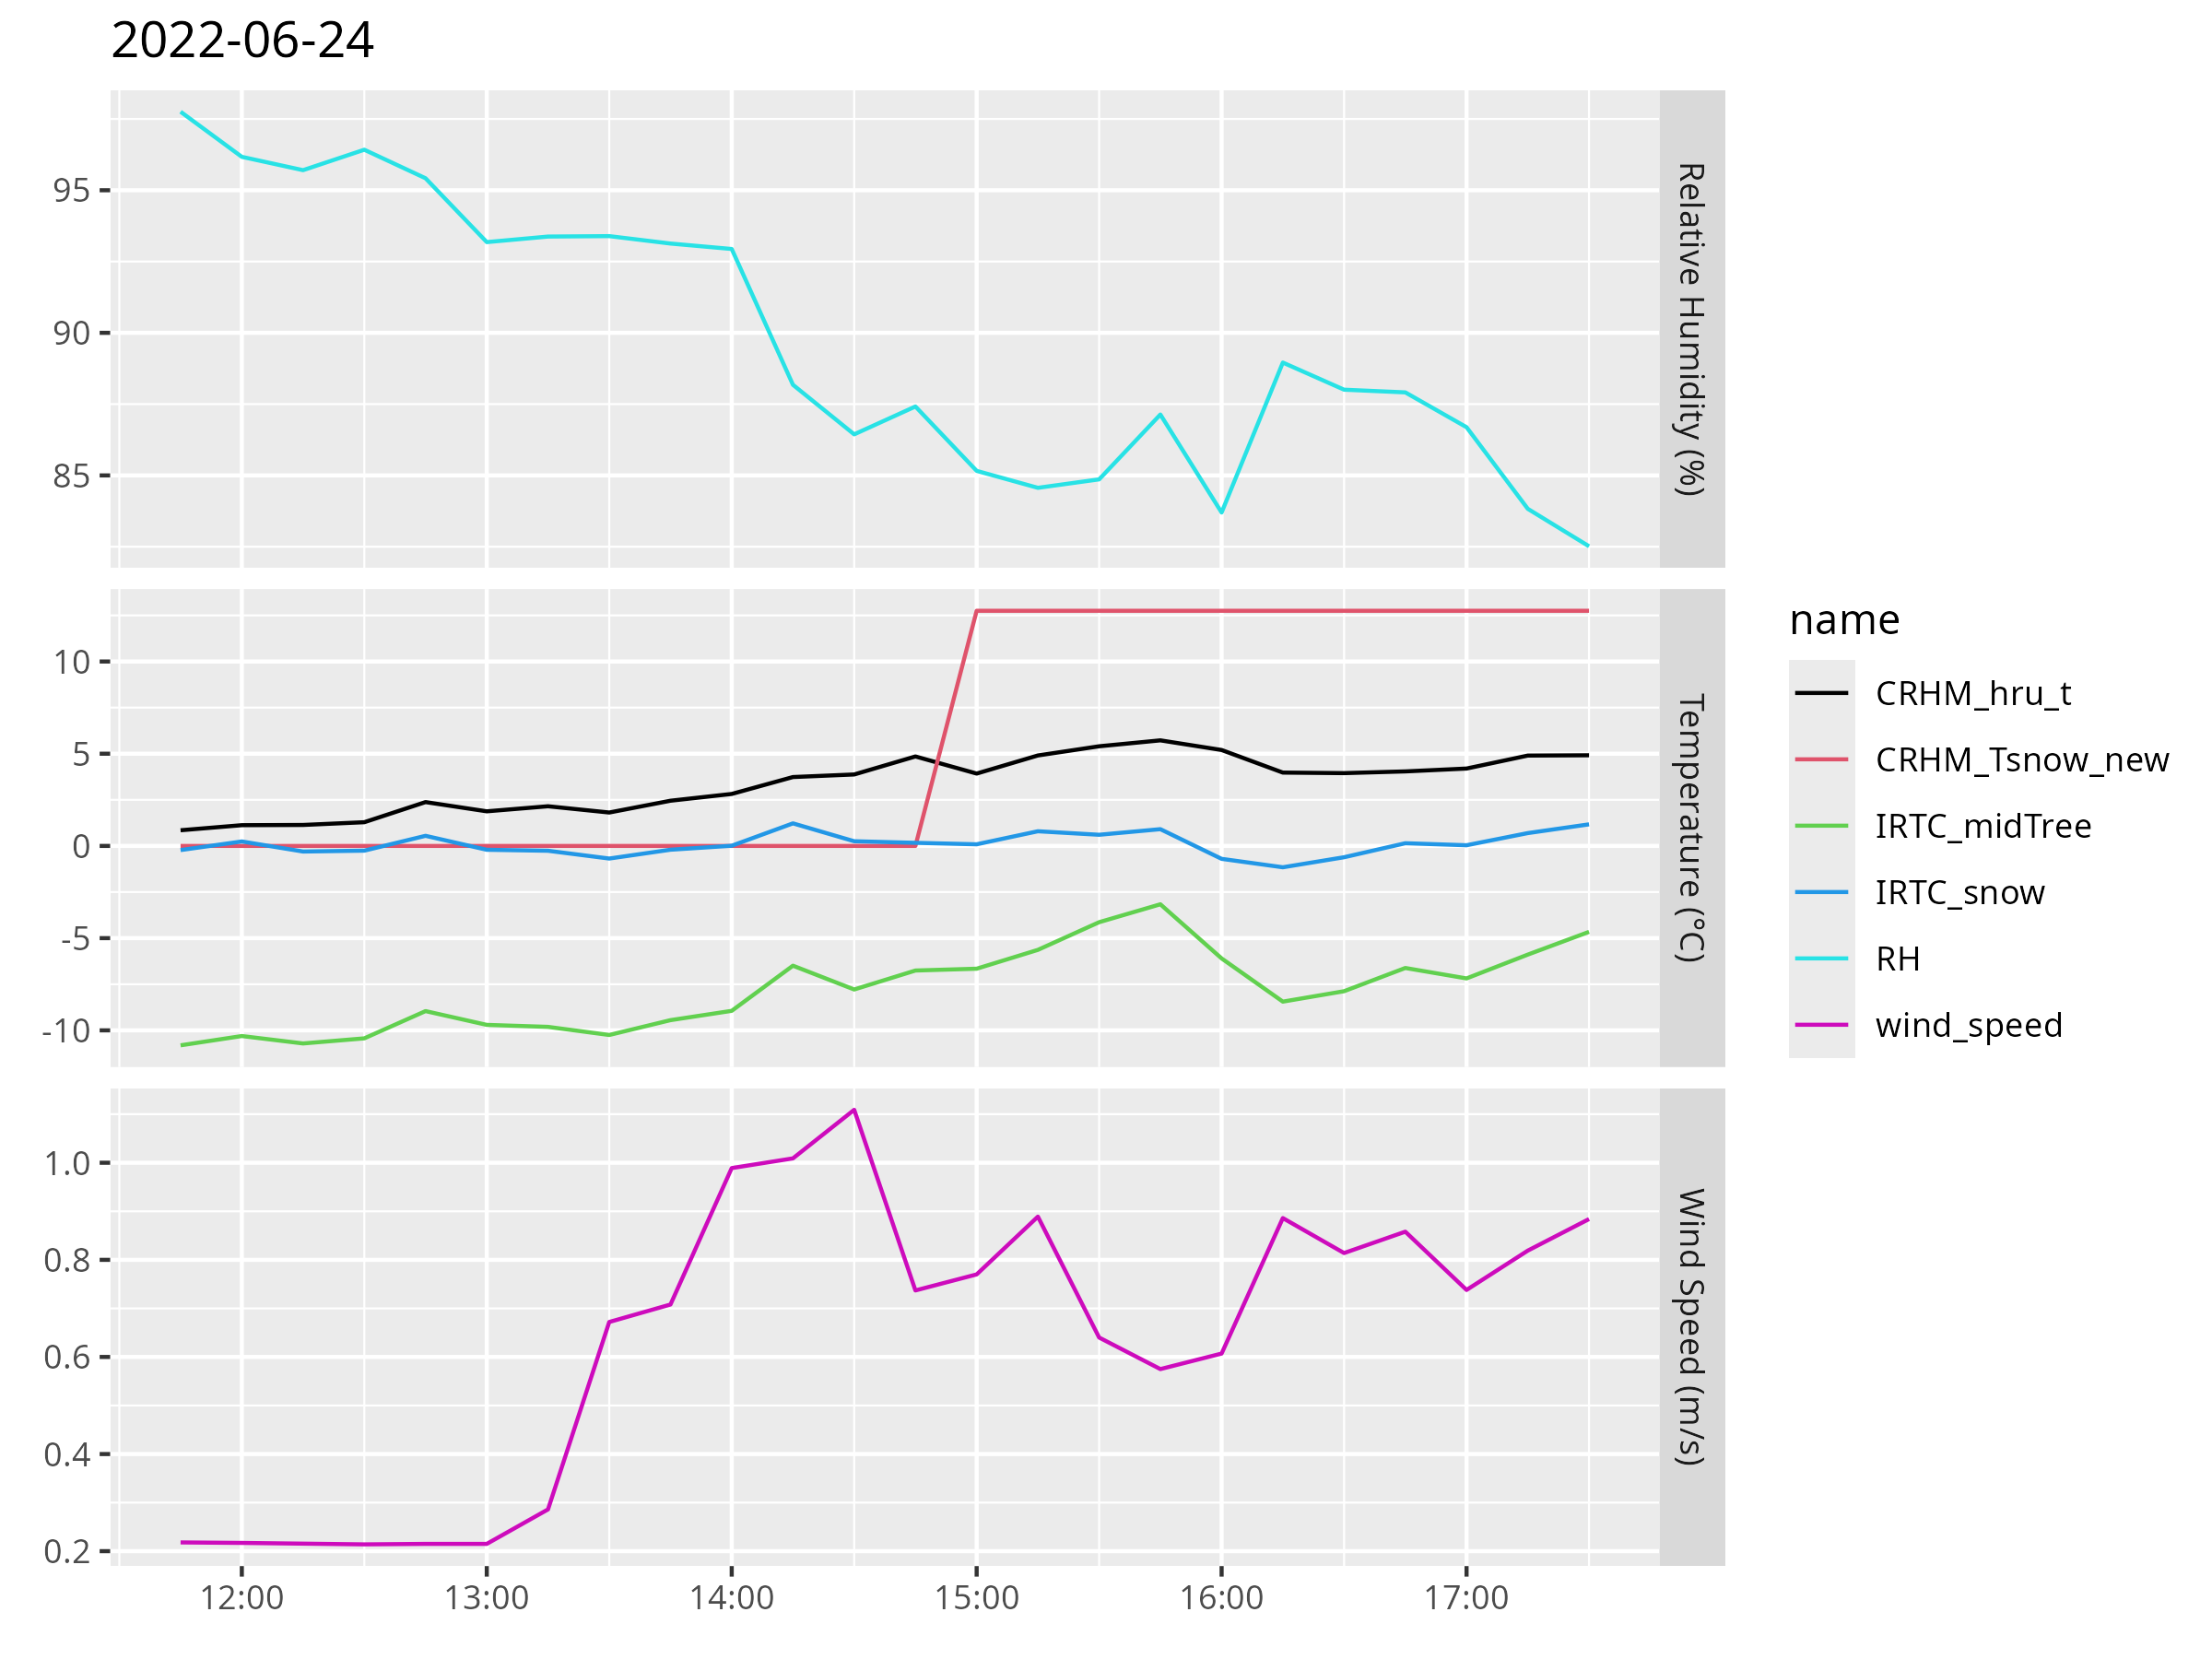 2022-06-24
95
90
85
Relative Humidity (%)
10
5
0
-5
-10
Temperature (°C)
1.0
0.8
0.6
0.4
0.2
Wind Speed (m/s)
12:00 13:00 14:00 15:00 16:00 17:00
name
CRHM_hru_t
CRHM_Tsnow_new
IRTC_midTree
IRTC_snow
RH
wind_speed